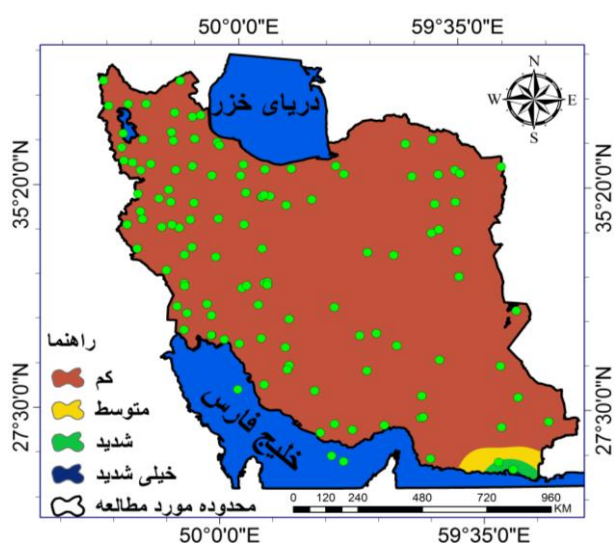 50°0'0"
59°35'0"
دریای خزر
N
W E
S
35°20'0"N
35°20'0"N
راهنما
کم
متوسط
شدید
خیلی شدید
محدوده مورد مطالعه
خلیج فارس
27°30'0"N
27°30'0"N
0 120 240 480 720 960
KM
50°0'0"
59°35'0"